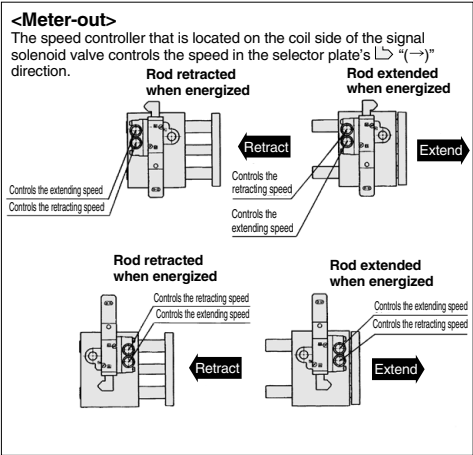 <Meter-out>
The speed controller that is located on the coil side of the signal
solenoid valve controls the speed in the selector plate's "(→)"
direction.
Rod retracted
when energized
Rod extended
when energized
Retract
Extend
Controls the extending speed
Controls the retracting speed
Controls the
retracting speed
Controls the
extending speed
Rod retracted
when energized
Rod extended
when energized
Controls the retracting speed
Controls the extending speed
Controls the extending speed
Controls the retracting speed
Retract
Extend